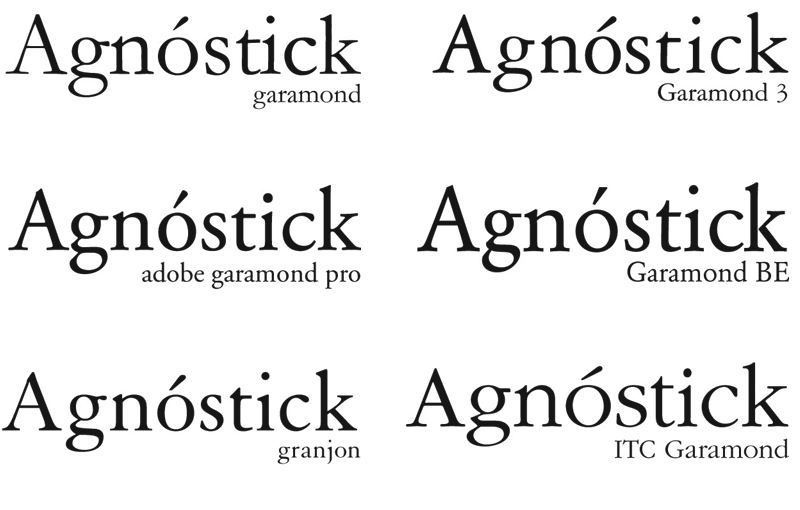 Agnóstick
garamond
Agnóstick
Garamond 3
Agnóstick
adobe garamond pro
Agnóstick
Garamond BE
Agnóstick
granjon
Agnóstick
ITC Garamond